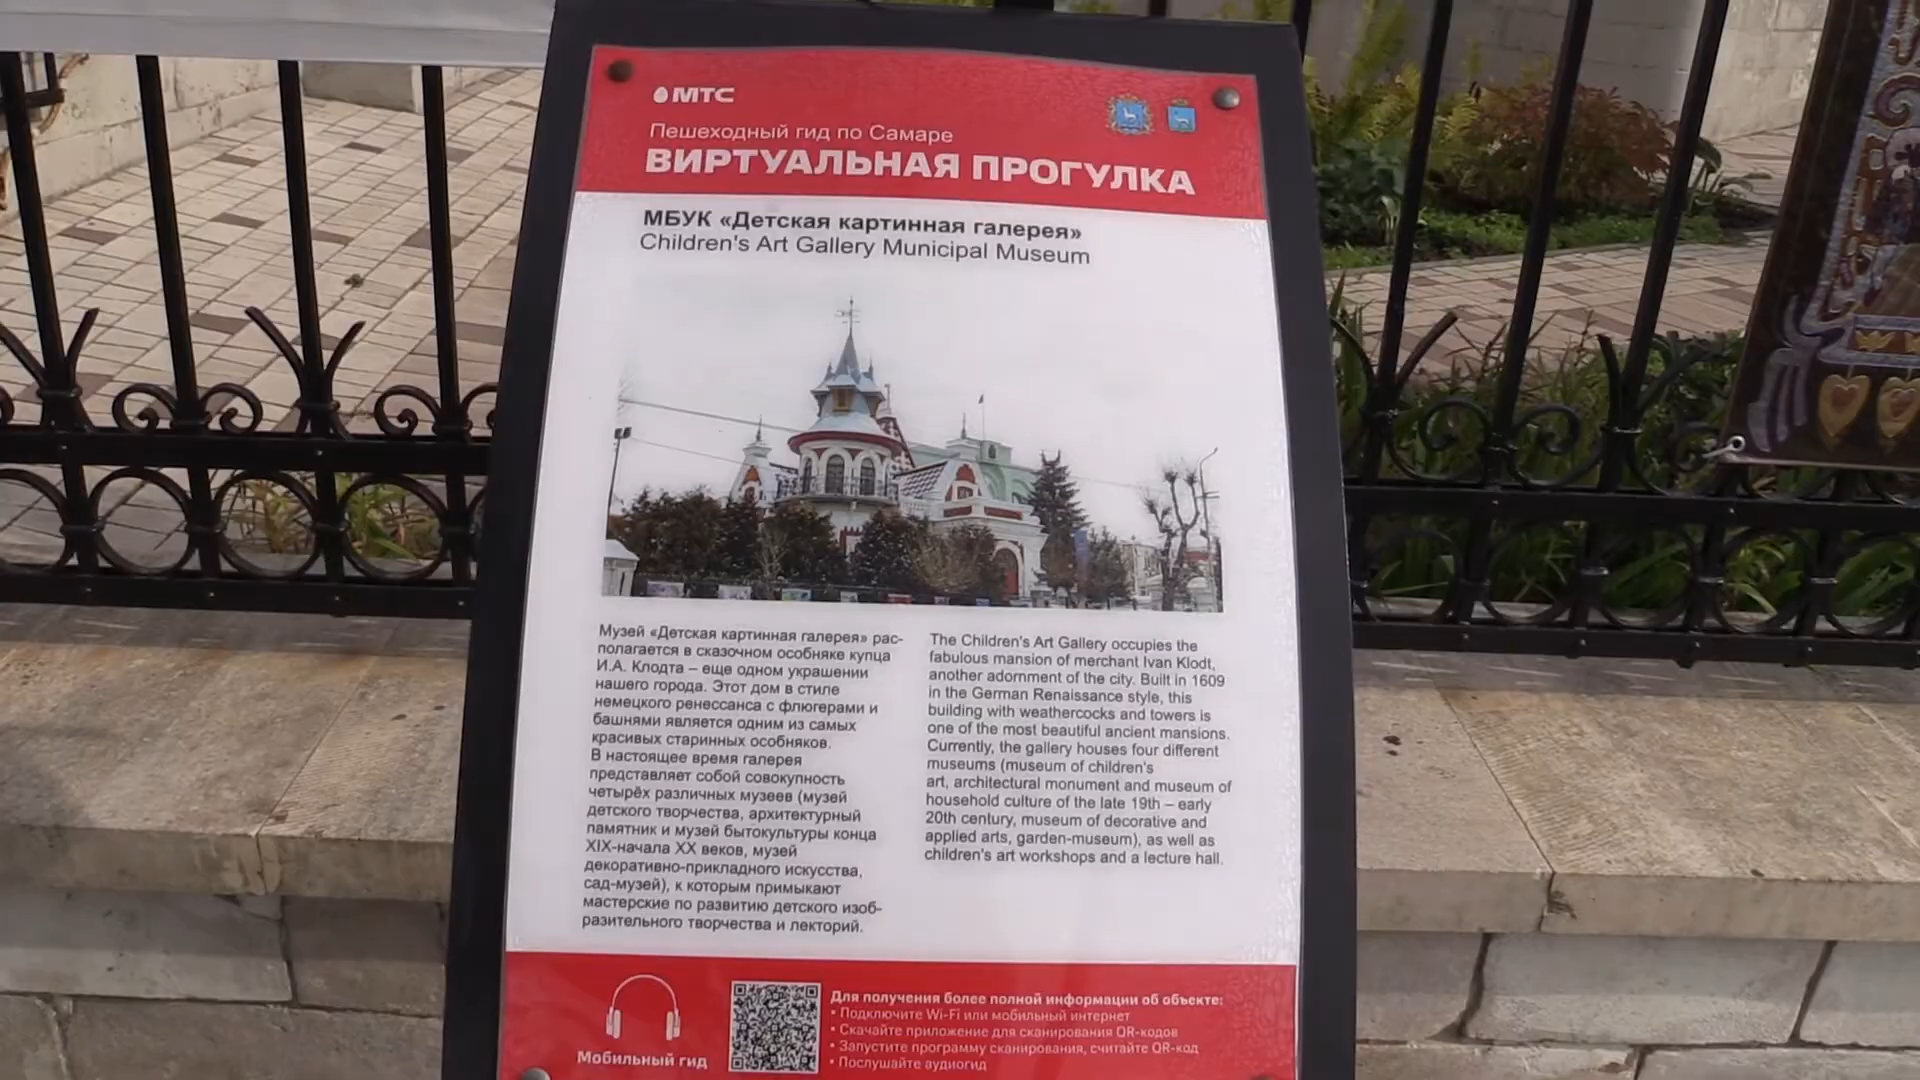 МТС
Пешеходный гид по Самаре
ВИРТУАЛЬНАЯ ПРОГУЛКА
МБУК «Детская картинная галерея»
Children's Art Gallery Municipal Museum
Музей «Детская картинная галерея» рас-
полагается в сказочном особняке купца
И.А. Клодта – еще одном украшении
нашего города. Этот дом в стиле
немецкого ренессанса с флюгерами и
башнями является одним из самых
красивых старинных особняков.
В настоящее время галерея
представляет собой совокупность
четырёх различных музеев (музей
детского творчества, архитектурный
памятник и музей бытокультуры конца
XIX-начала XX веков, музей
декоративно-прикладного искусства,
сад-музей), к которым примыкают
мастерские по развитию детского изоб-
разительного творчества и лекторий.
The Children's Art Gallery occupies the
fabulous mansion of merchant Ivan Klodt,
another adornment of the city. Built in 1609
in the German Renaissance style, this
building with weathercocks and towers is
one of the most beautiful ancient mansions.
Currently, the gallery houses four different
museums (museum of children's
art, architectural monument and museum of
household culture of the late 19th – early
20th century, museum of decorative and
applied arts, garden-museum), as well as
children's art workshops and a lecture hall.
Мобильный гид
Для получения более полной информации об объекте:
• Подключите Wi-Fi или мобильный интернет
• Скачайте приложение для сканирования QR-кодов
• Запустите программу сканирования, считайте QR-код
• Послушайте аудиогид